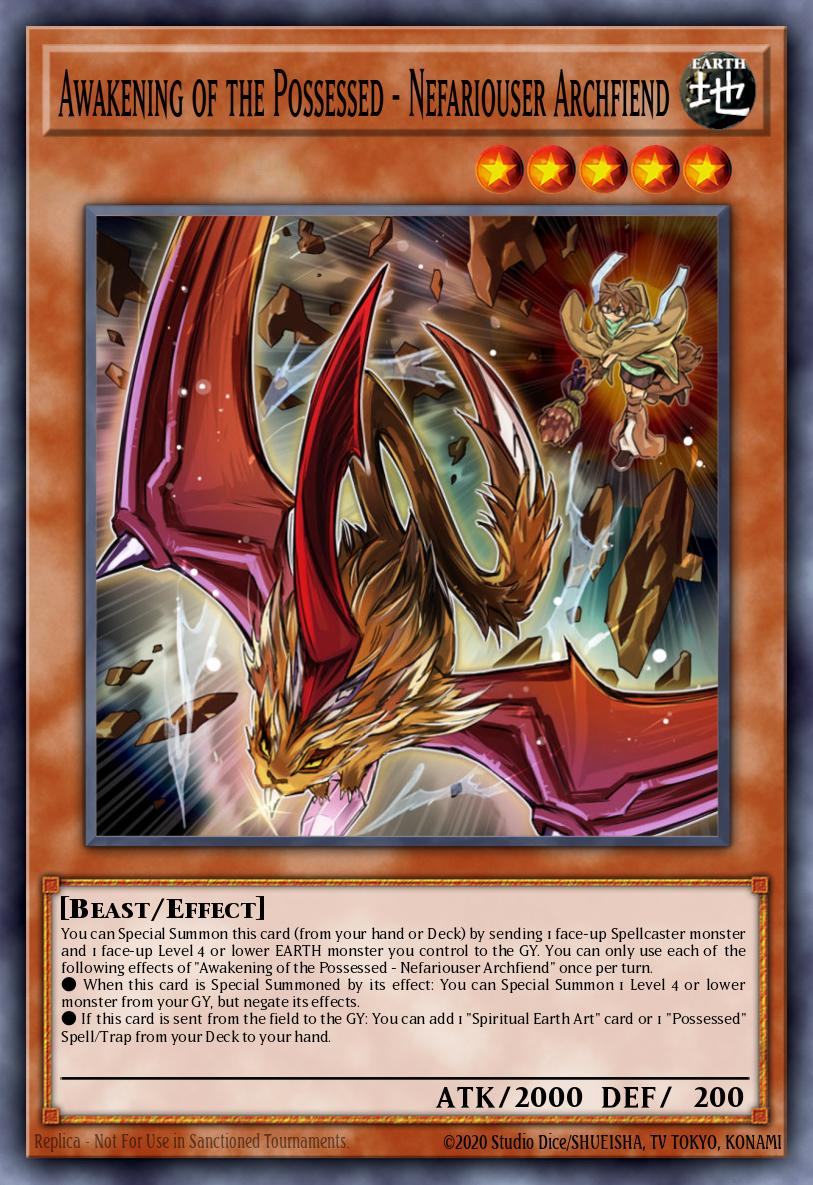 Awakening of the Possessed - Nefariouser Archfiend
EARTH
地
[Beast/Effect]
You can Special Summon this card (from your hand or Deck) by sending 1 face-up Spellcaster monster
and 1 face-up Level 4 or lower EARTH monster you control to the GY. You can only use each of the
following effects of "Awakening of the Possessed - Nefariouser Archfiend" once per turn.
● When this card is Special Summoned by its effect: You can Special Summon 1 Level 4 or lower
monster from your GY, but negate its effects.
● If this card is sent from the field to the GY: You can add 1 "Spiritual Earth Art" card or 1 "Possessed"
Spell/Trap from your Deck to your hand.
ATK/2000 DEF/ 200
Replica - Not For Use in Sanctioned Tournaments.
©2020 Studio Dice/SHUEISHA, TV TOKYO, KONAMI